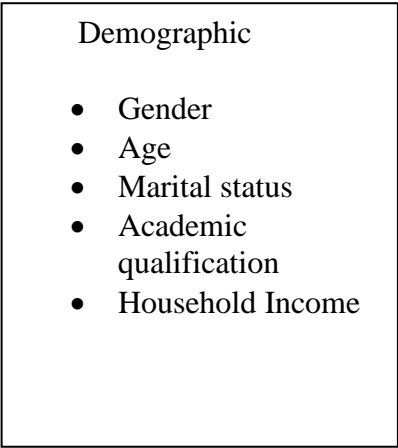 Demographic
• Gender
• Age
• Marital status
• Academic
qualification
• Household Income